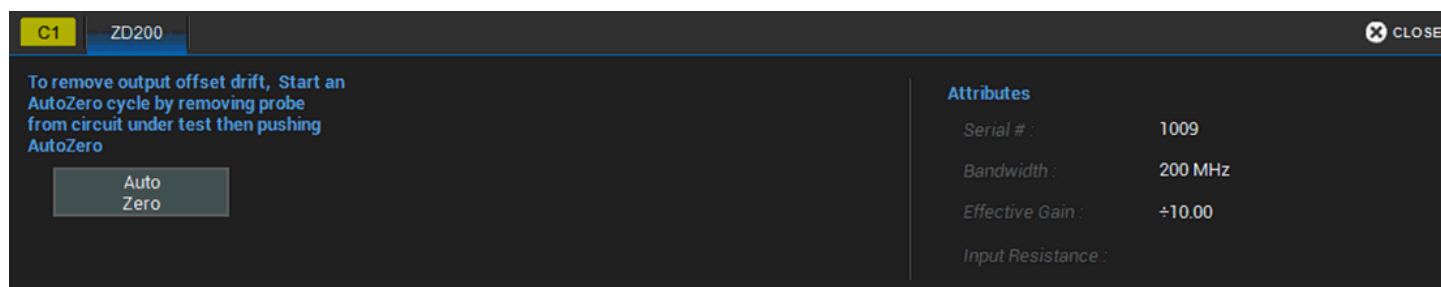 C1 ZD200 CLOSE
To remove output offset drift, Start an
AutoZero cycle by removing probe
from circuit under test then pushing
AutoZero
Auto
Zero
Attributes
Serial # : 1009
Bandwidth : 200 MHz
Effective Gain : ÷10.00
Input Resistance :